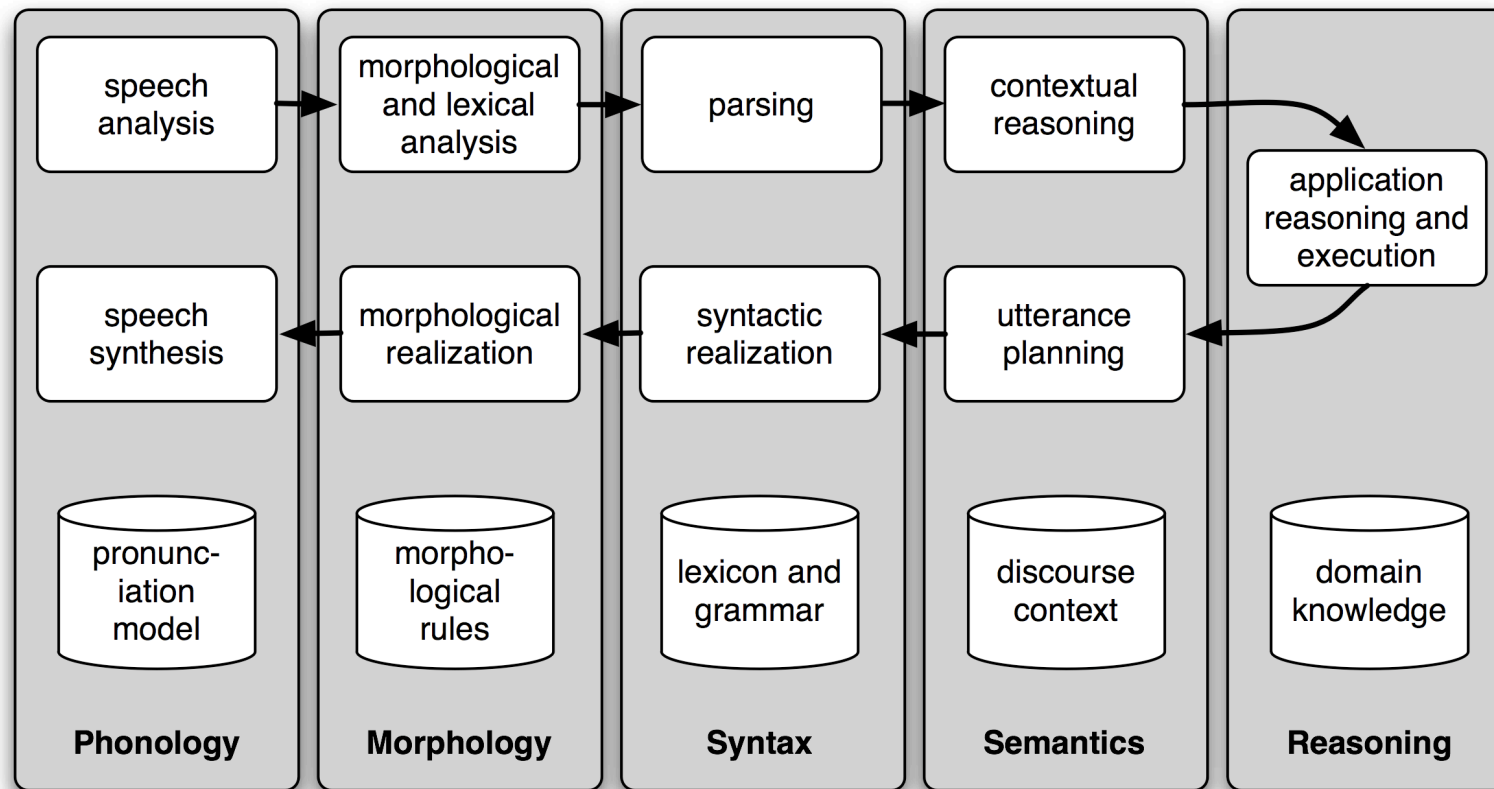 speech
analysis
morphological
and lexical
analysis
parsing
contextual
reasoning
application
reasoning and
execution
speech
synthesis
morphological
realization
syntactic
realization
utterance
planning
pronunc-
iation
model
morpho-
logical
rules
lexicon and
grammar
discourse
context
domain
knowledge
Phonology
Morphology
Syntax
Semantics
Reasoning